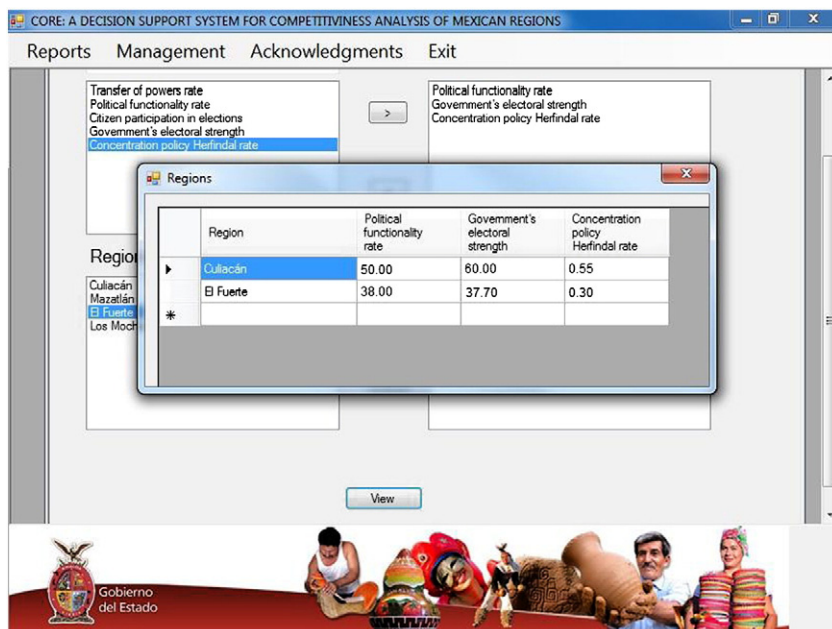 CORE: A DECISION SUPPORT SYSTEM FOR COMPETITIVINESS ANALYSIS OF MEXICAN REGIONS
Reports Management Acknowledgments Exit
Transfer of powers rate
Political functionality rate
Citizen participation in elections
Government's electoral strength
Concentration policy Herfindal rate
>
Political functionality rate
Government's electoral strength
Concentration policy Herfindal rate
Regions
Region
Political
functionality
rate
Government's
electoral
strength
Concentration
policy
Herfindal rate
Culiacán 50.00 60.00 0.55
El Fuerte 38.00 37.70 0.30
Region
Culiacán
Mazatlán
El Fuerte
Los Moch
View
Gobierno
del Estado